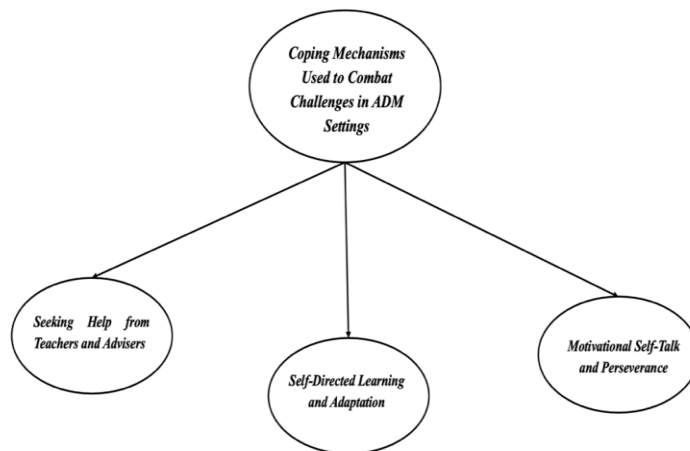 Coping Mechanisms
Used to Combat
Challenges in ADM
Settings
Seeking Help from
Teachers and Advisers
Self-Directed Learning
and Adaptation
Motivational Self-Talk
and Perseverance